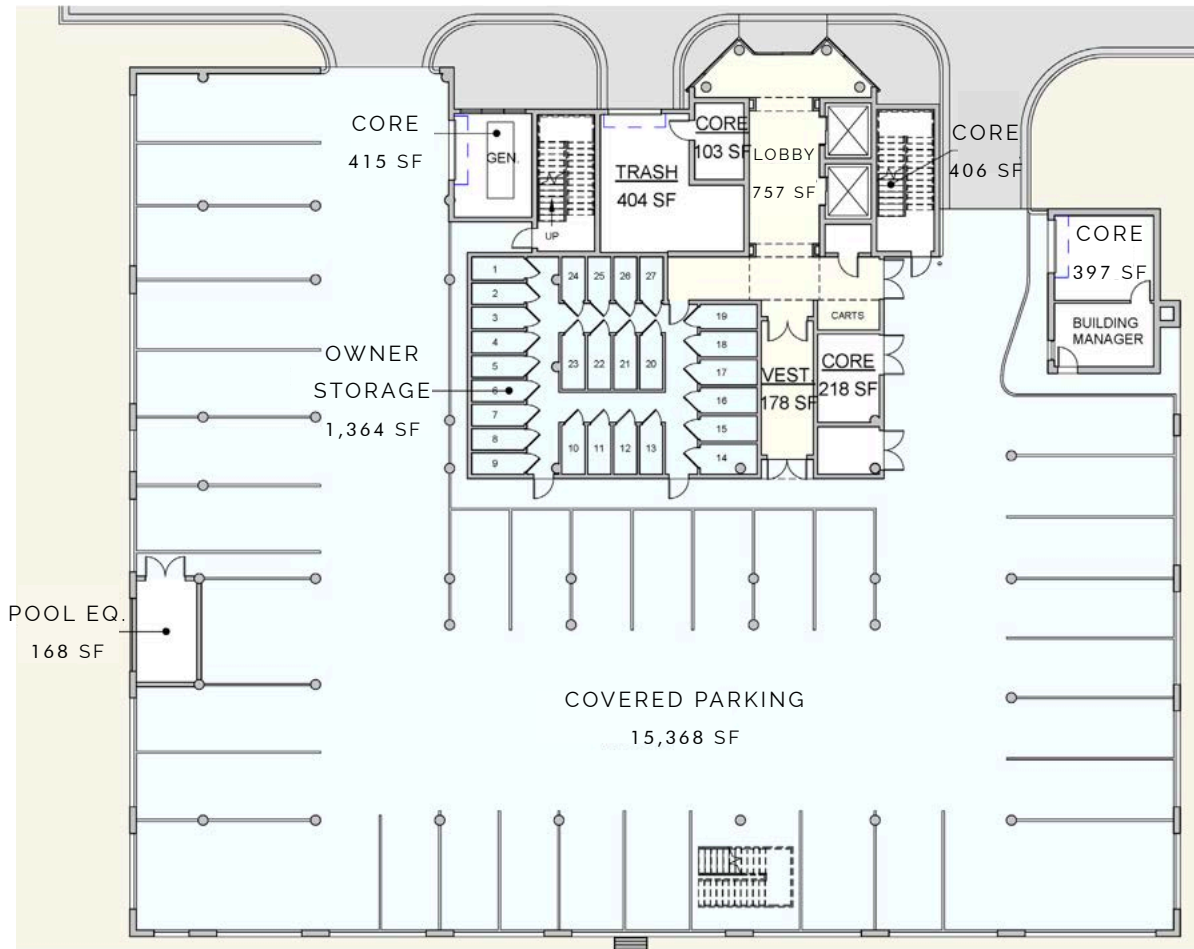 CORE
415 SF
GEN.
UP
TRASH
404 SF
CORE
103 SF
LOBBY
757 SF
CORE
406 SF
CORE
397 SF
BUILDING
MANAGER
1
2
3
4
5
6
7
8
9
24
25
26
27
23
22
21
20
10
11
12
13
19
18
17
16
15
14
OWNER
STORAGE
1,364 SF
CARTS
VEST.
178 SF
CORE
218 SF
POOL EQ.
168 SF
COVERED PARKING
15,368 SF